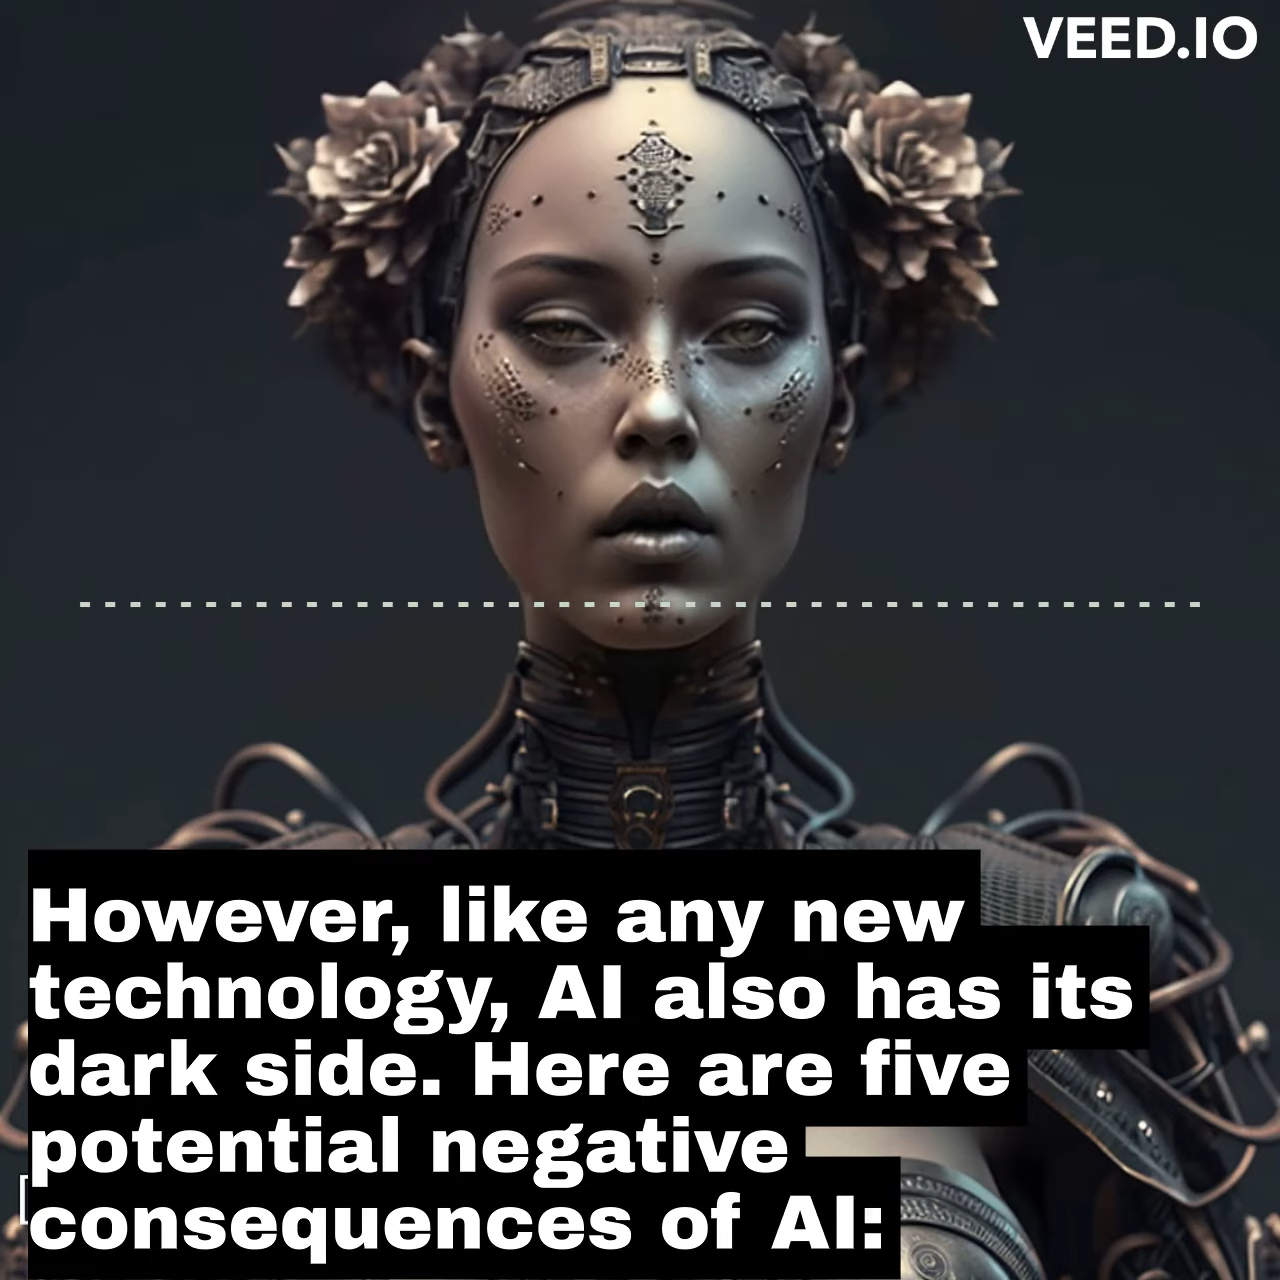 VEED.IO
However, like any new
technology, AI also has its
dark side. Here are five
potential negative
consequences of AI: